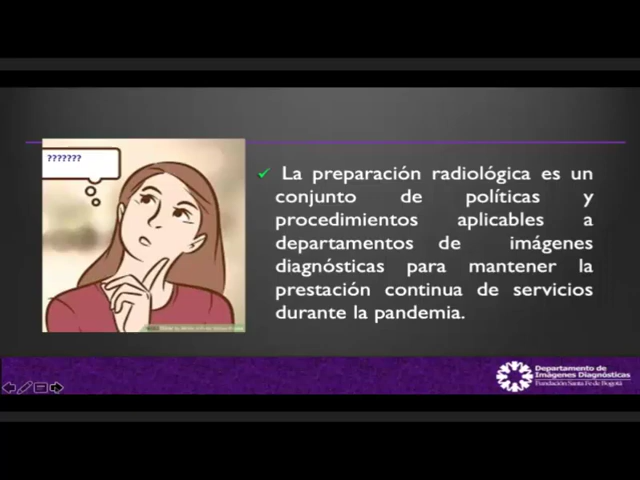 ???????
La preparación radiológica es un
conjunto de políticas y
procedimientos aplicables a
departamentos de imágenes
diagnósticas para mantener la
prestación continua de servicios
durante la pandemia.
Departamento de
Imágenes Diagnósticas
Fundación Santa Fe de Bogotá